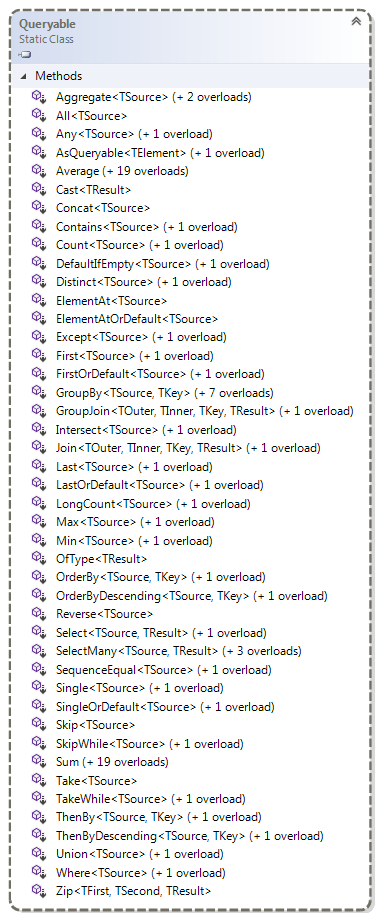 Queryable
Static Class
Methods
Aggregate<TSource> (+ 2 overloads)
All<TSource>
Any<TSource> (+ 1 overload)
AsQueryable<TElement> (+ 1 overload)
Average (+ 19 overloads)
Cast<TResult>
Concat<TSource>
Contains<TSource> (+ 1 overload)
Count<TSource> (+ 1 overload)
DefaultIfEmpty<TSource> (+ 1 overload)
Distinct<TSource> (+ 1 overload)
ElementAt<TSource>
ElementAtOrDefault<TSource>
Except<TSource> (+ 1 overload)
First<TSource> (+ 1 overload)
FirstOrDefault<TSource> (+ 1 overload)
GroupBy<TSource, TKey> (+ 7 overloads)
GroupJoin<TOuter, TInner, TKey, TResult> (+ 1 overload)
Intersect<TSource> (+ 1 overload)
Join<TOuter, TInner, TKey, TResult> (+ 1 overload)
Last<TSource> (+ 1 overload)
LastOrDefault<TSource> (+ 1 overload)
LongCount<TSource> (+ 1 overload)
Max<TSource> (+ 1 overload)
Min<TSource> (+ 1 overload)
OfType<TResult>
OrderBy<TSource, TKey> (+ 1 overload)
OrderByDescending<TSource, TKey> (+ 1 overload)
Reverse<TSource>
Select<TSource, TResult> (+ 1 overload)
SelectMany<TSource, TResult> (+ 3 overloads)
SequenceEqual<TSource> (+ 1 overload)
Single<TSource> (+ 1 overload)
SingleOrDefault<TSource> (+ 1 overload)
Skip<TSource>
SkipWhile<TSource> (+ 1 overload)
Sum (+ 19 overloads)
Take<TSource>
TakeWhile<TSource> (+ 1 overload)
ThenBy<TSource, TKey> (+ 1 overload)
ThenByDescending<TSource, TKey> (+ 1 overload)
Union<TSource> (+ 1 overload)
Where<TSource> (+ 1 overload)
Zip<TFirst, TSecond, TResult>